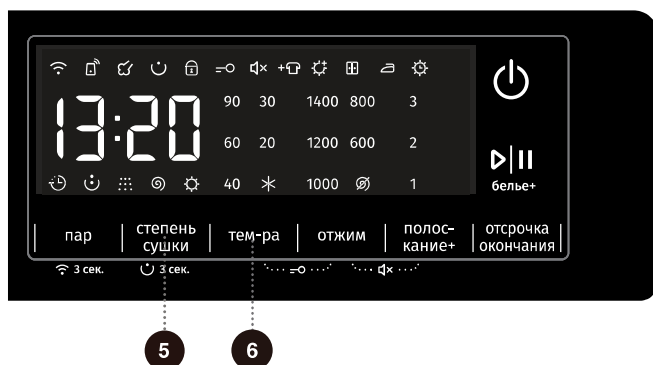 13:20
90 30 1400 800 3
60 20 1200 600 2
40 1000 1
белье+
пар
степень
сушки
тем-ра
отжим
полос-
кание+
отсрочка
окончания
3 сек.
3 сек.
5
6